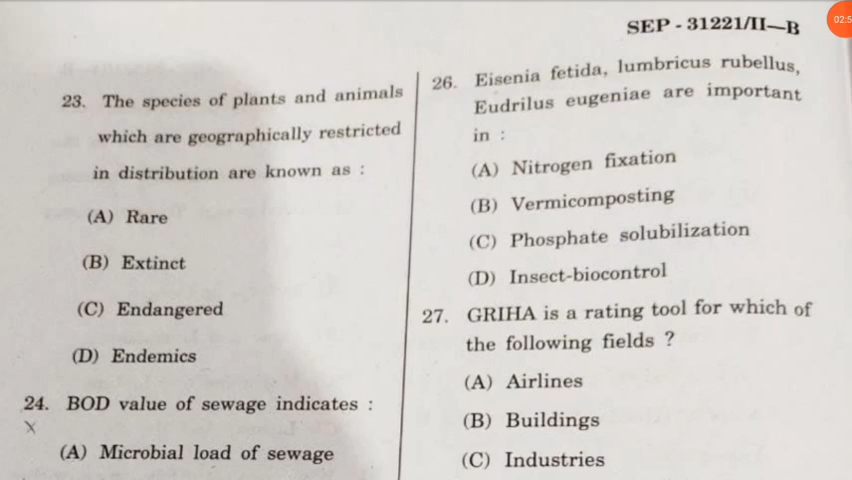 02:5
SEP - 31221/II—B
23. The species of plants and animals
which are geographically restricted
in distribution are known as :
(A) Rare
(B) Extinct
(C) Endangered
(D) Endemics
24. BOD value of sewage indicates :
X
(A) Microbial load of sewage
26. Eisenia fetida, lumbricus rubellus,
Eudrilus eugeniae are important
in :
(A) Nitrogen fixation
(B) Vermicomposting
(C) Phosphate solubilization
(D) Insect-biocontrol
27. GRIHA is a rating tool for which of
the following fields ?
(A) Airlines
(B) Buildings
(C) Industries